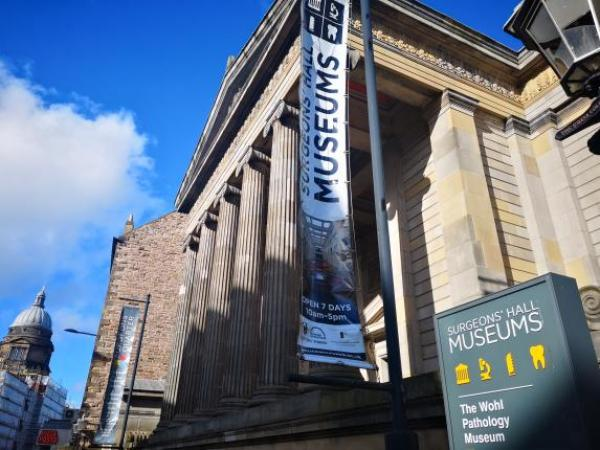 SURGEONS' HALL
MUSEUMS
OPEN 7 DAYS
10am-5pm
SURGEONS' HALL
MUSEUMS
The Wohl
Pathology
Museum